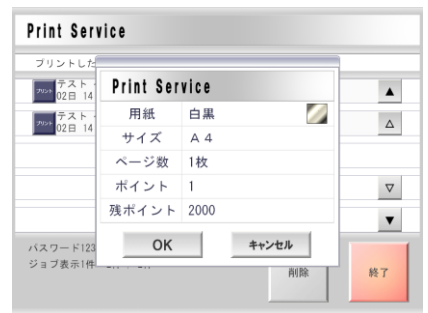 Print Service
プリントした
プリント テスト
02日 14
プリント テスト
02日 14
Print Service
用紙 白黒
サイズ A4
ページ数 1枚
ポイント 1
残ポイント 2000
OK キャンセル
パスワード123
ジョブ表示1件
削除
終了